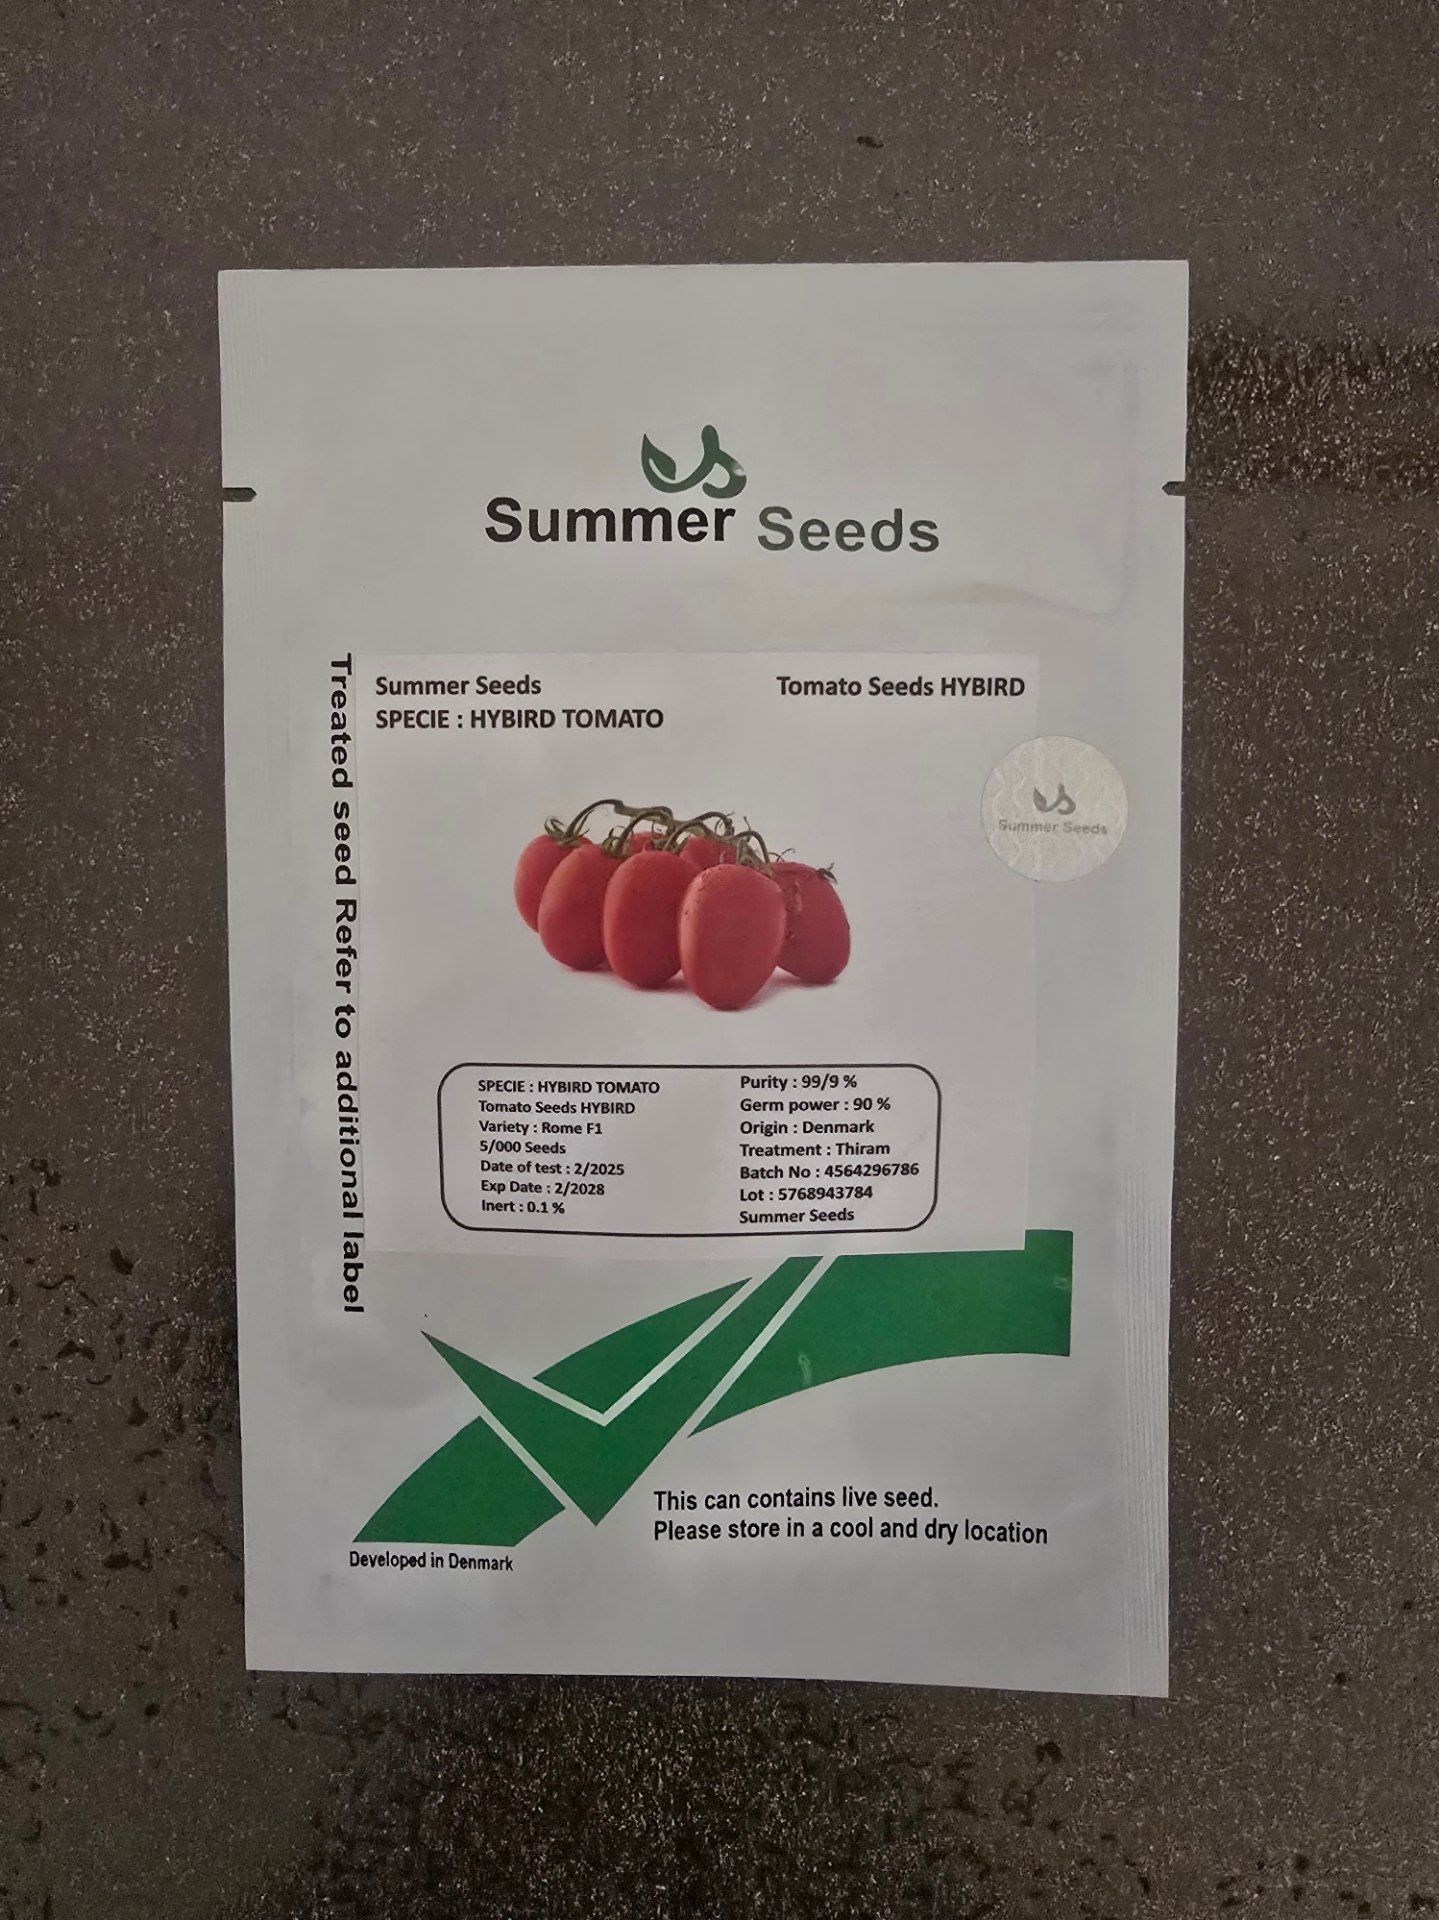 Summer Seeds
Treated seed Refer to additional label
Summer Seeds
Tomato Seeds HYBIRD
SPECIE : HYBIRD TOMATO
Summer Seeds
SPECIE : HYBIRD TOMATO
Tomato Seeds HYBIRD
Variety : Rome F1
5/000 Seeds
Date of test : 2/2025
Exp Date : 2/2028
Inert : 0.1 %
Purity : 99/9 %
Germ power : 90 %
Origin : Denmark
Treatment : Thiram
Batch No : 4564296786
Lot : 5768943784
Summer Seeds
This can contains live seed.
Please store in a cool and dry location
Developed in Denmark